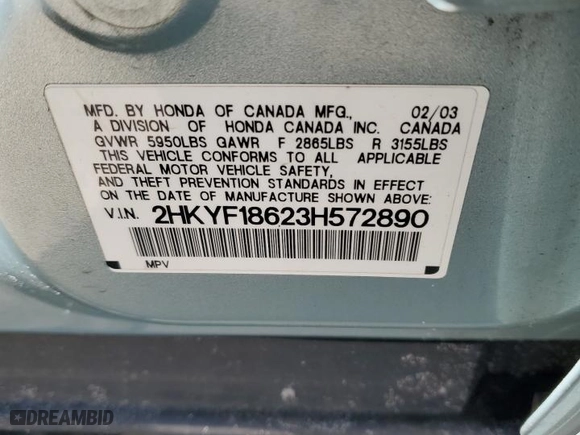 MFD. BY HONDA OF CANADA MFG., 02/03
A DIVISION OF HONDA CANADA INC. CANADA
GVWR 5950LBS GAWR F 2865LBS R 3155LBS
THIS VEHICLE CONFORMS TO ALL APPLICABLE
FEDERAL MOTOR VEHICLE SAFETY,
AND THEFT PREVENTION STANDARDS IN EFFECT
ON THE DATE OF MANUFACTURE SHOWN ABOVE.
V.I.N. 2HKYF18623H572890
MPV
DREAMBID